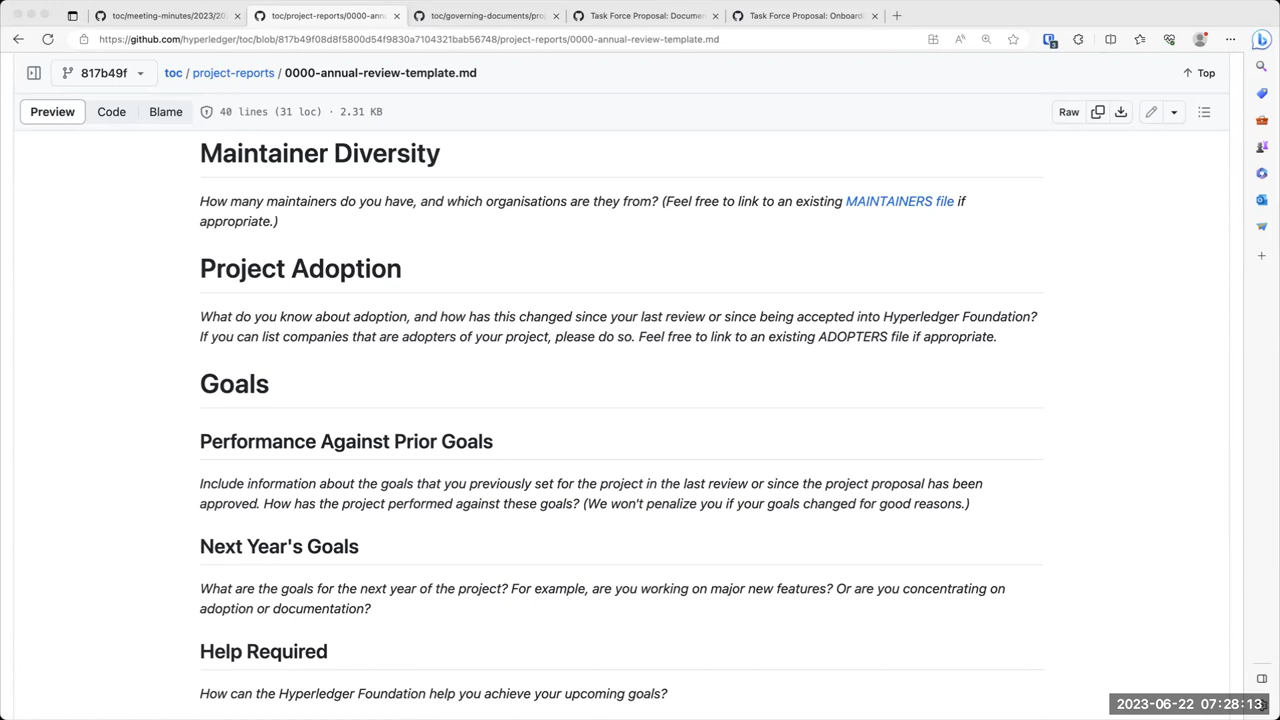 toc/meeting-minutes/2023/20
toc/project-reports/0000-ann
toc/governing-documents/pro
Task Force Proposal: Documen
Task Force Proposal: Onboard
https://github.com/hyperledger/toc/blob/817b49f08d8f5800d54f9830a7104321bab56748/project-reports/0000-annual-review-template.md
817b49f
toc / project-reports / 0000-annual-review-template.md
Top
Preview
Code
Blame
40 lines (31 loc) · 2.31 KB
Raw
Maintainer Diversity
How many maintainers do you have, and which organisations are they from? (Feel free to link to an existing MAINTAINERS file if
appropriate.)
Project Adoption
What do you know about adoption, and how has this changed since your last review or since being accepted into Hyperledger Foundation?
If you can list companies that are adopters of your project, please do so. Feel free to link to an existing ADOPTERS file if appropriate.
Goals
Performance Against Prior Goals
Include information about the goals that you previously set for the project in the last review or since the project proposal has been
approved. How has the project performed against these goals? (We won't penalize you if your goals changed for good reasons.)
Next Year's Goals
What are the goals for the next year of the project? For example, are you working on major new features? Or are you concentrating on
adoption or documentation?
Help Required
How can the Hyperledger Foundation help you achieve your upcoming goals?
2023-06-22 07:28:13